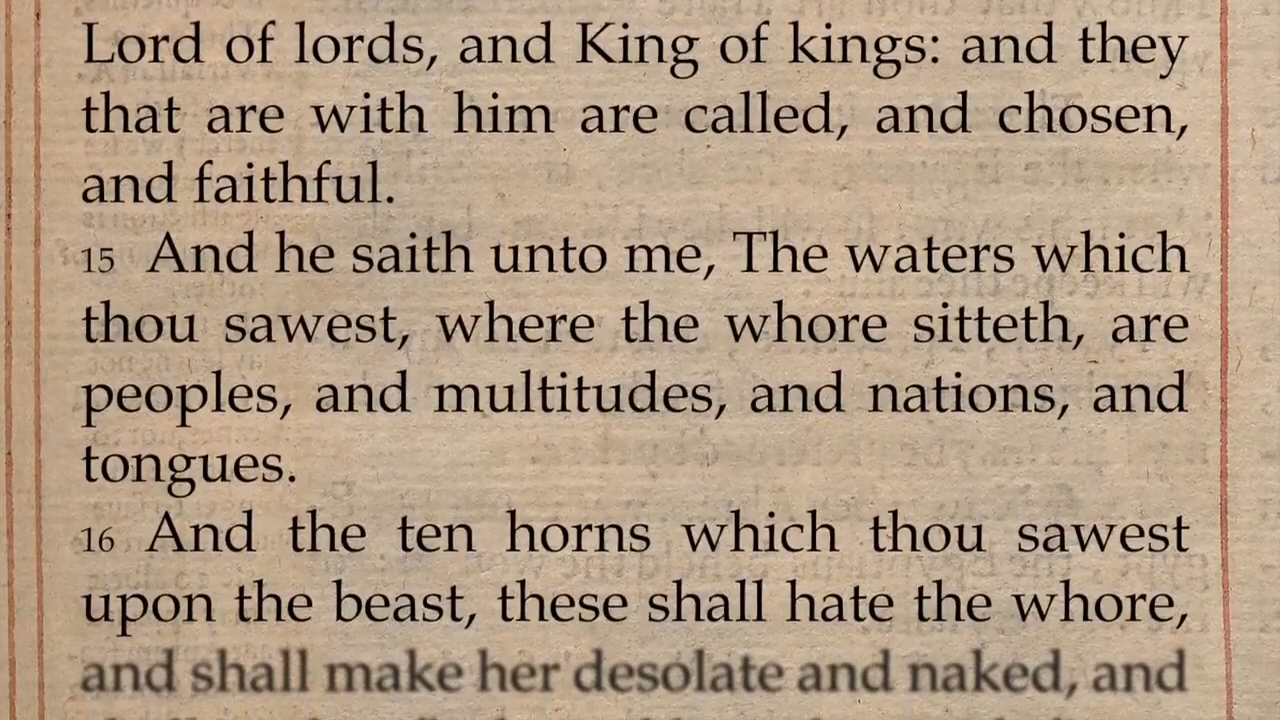 Lord of lords, and King of kings: and they
that are with him are called, and chosen,
and faithful.
15 And he saith unto me, The waters which
thou sawest, where the whore sitteth, are
peoples, and multitudes, and nations, and
tongues.
16 And the ten horns which thou sawest
upon the beast, these shall hate the whore,
and shall make her desolate and naked, and